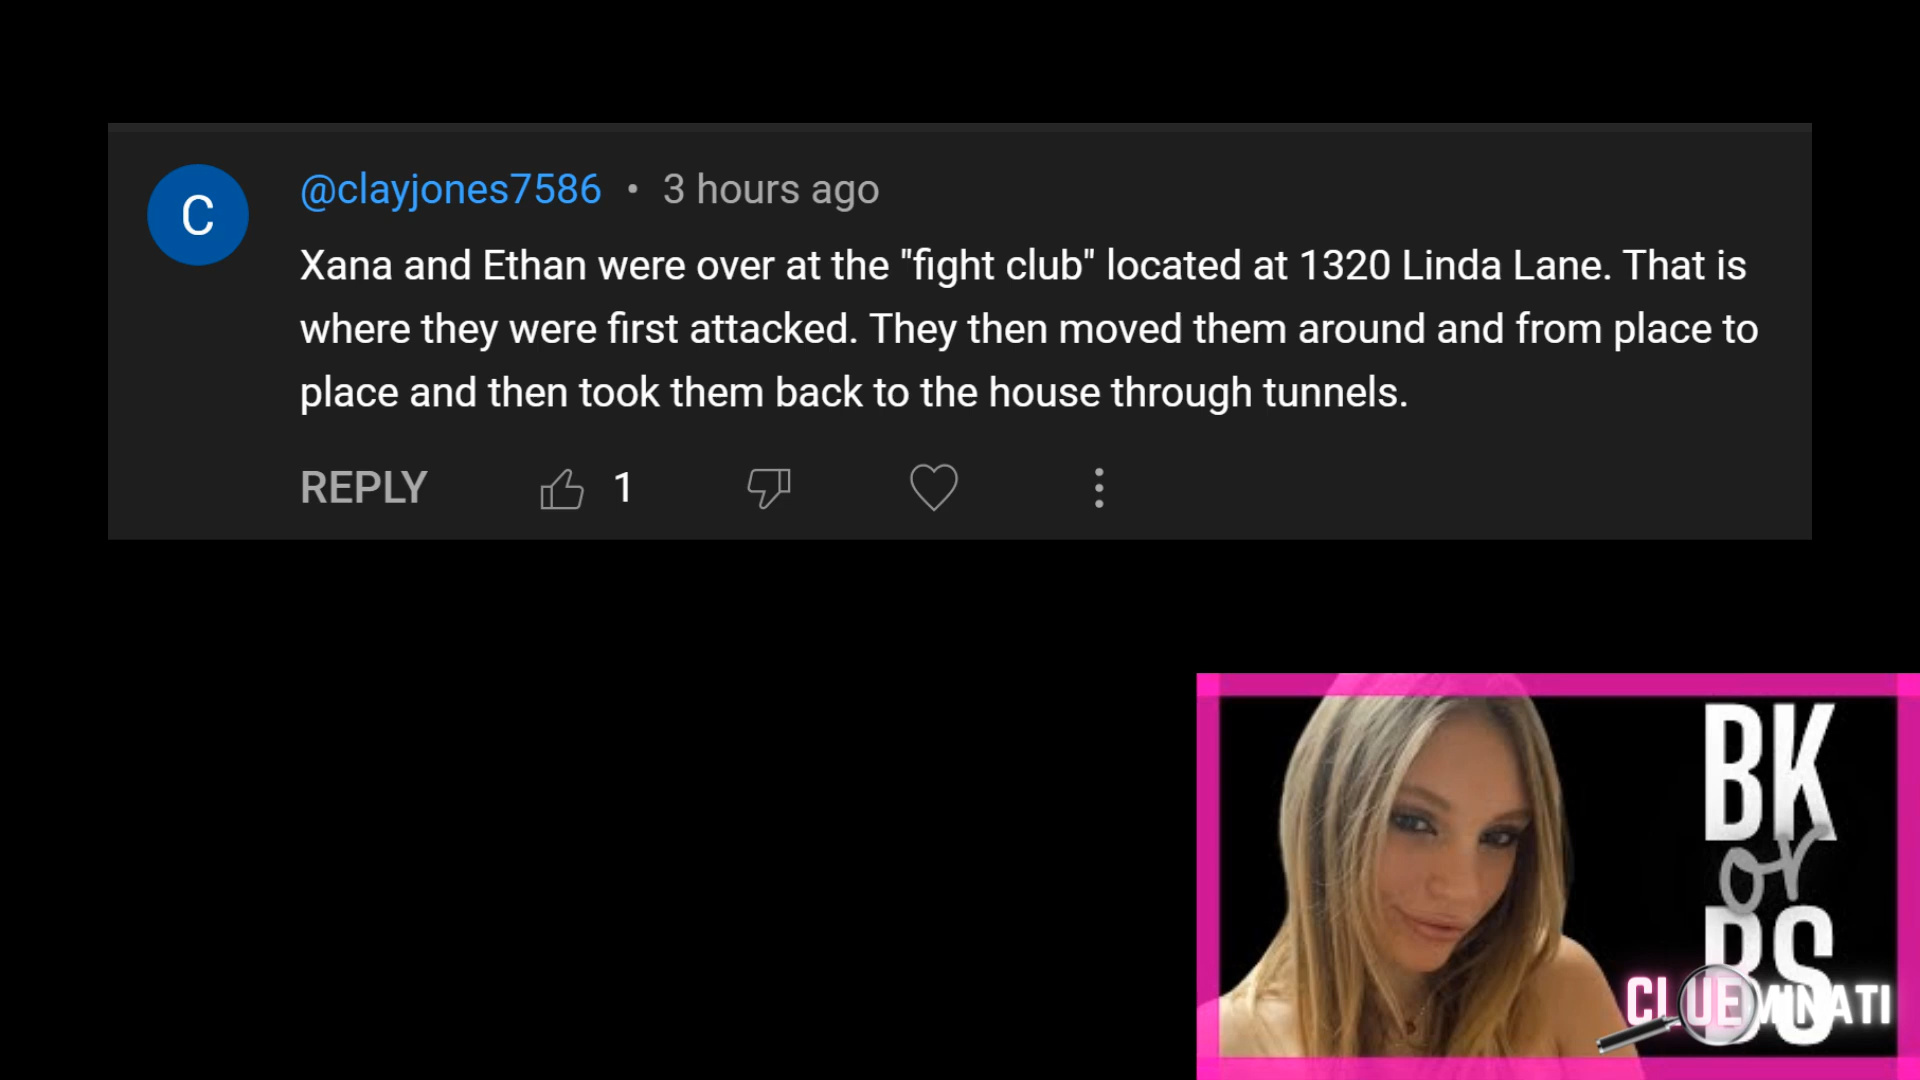 C
@clayjones7586 • 3 hours ago
Xana and Ethan were over at the "fight club" located at 1320 Linda Lane. That is
where they were first attacked. They then moved them around and from place to
place and then took them back to the house through tunnels.
REPLY 1
BK
or
BS
CLUEMINATI